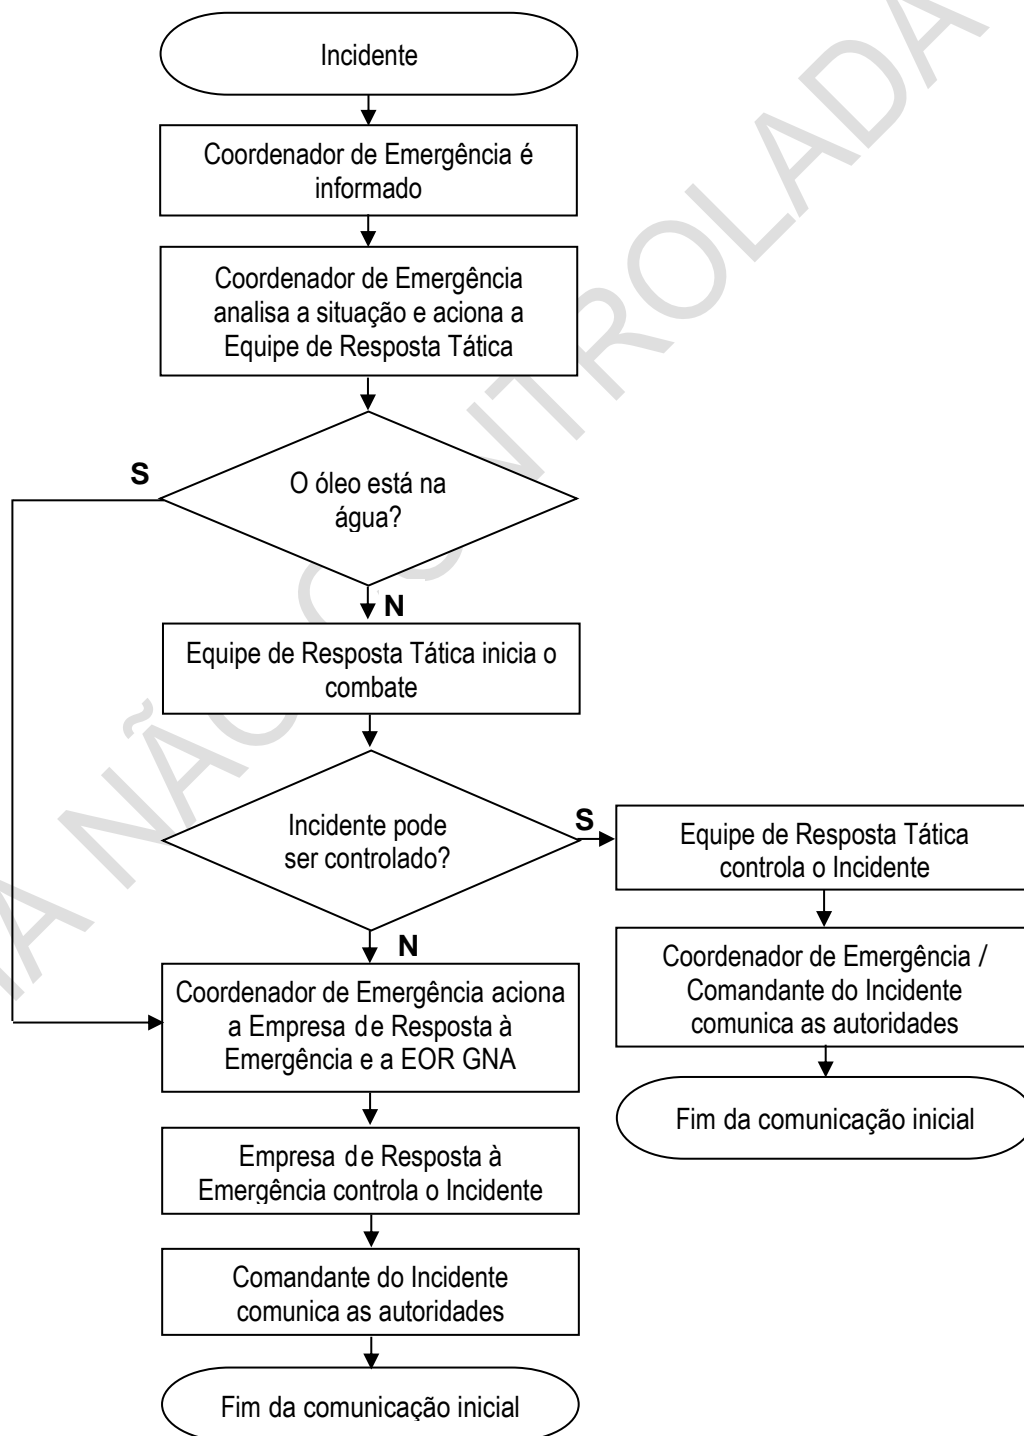 Incidente
Coordenador de Emergência é
informado
Coordenador de Emergência
analisa a situação e aciona a
Equipe de Resposta Tática
O óleo está na
água?
S
N
Equipe de Resposta Tática inicia o
combate
Incidente pode
ser controlado?
S
Equipe de Resposta Tática
controla o Incidente
Coordenador de Emergência /
Comandante do Incidente
comunica as autoridades
Fim da comunicação inicial
N
Coordenador de Emergência aciona
a Empresa de Resposta à
Emergência e a EOR GNA
Empresa de Resposta à
Emergência controla o Incidente
Comandante do Incidente
comunica as autoridades
Fim da comunicação inicial
NÃO CONTROLADA